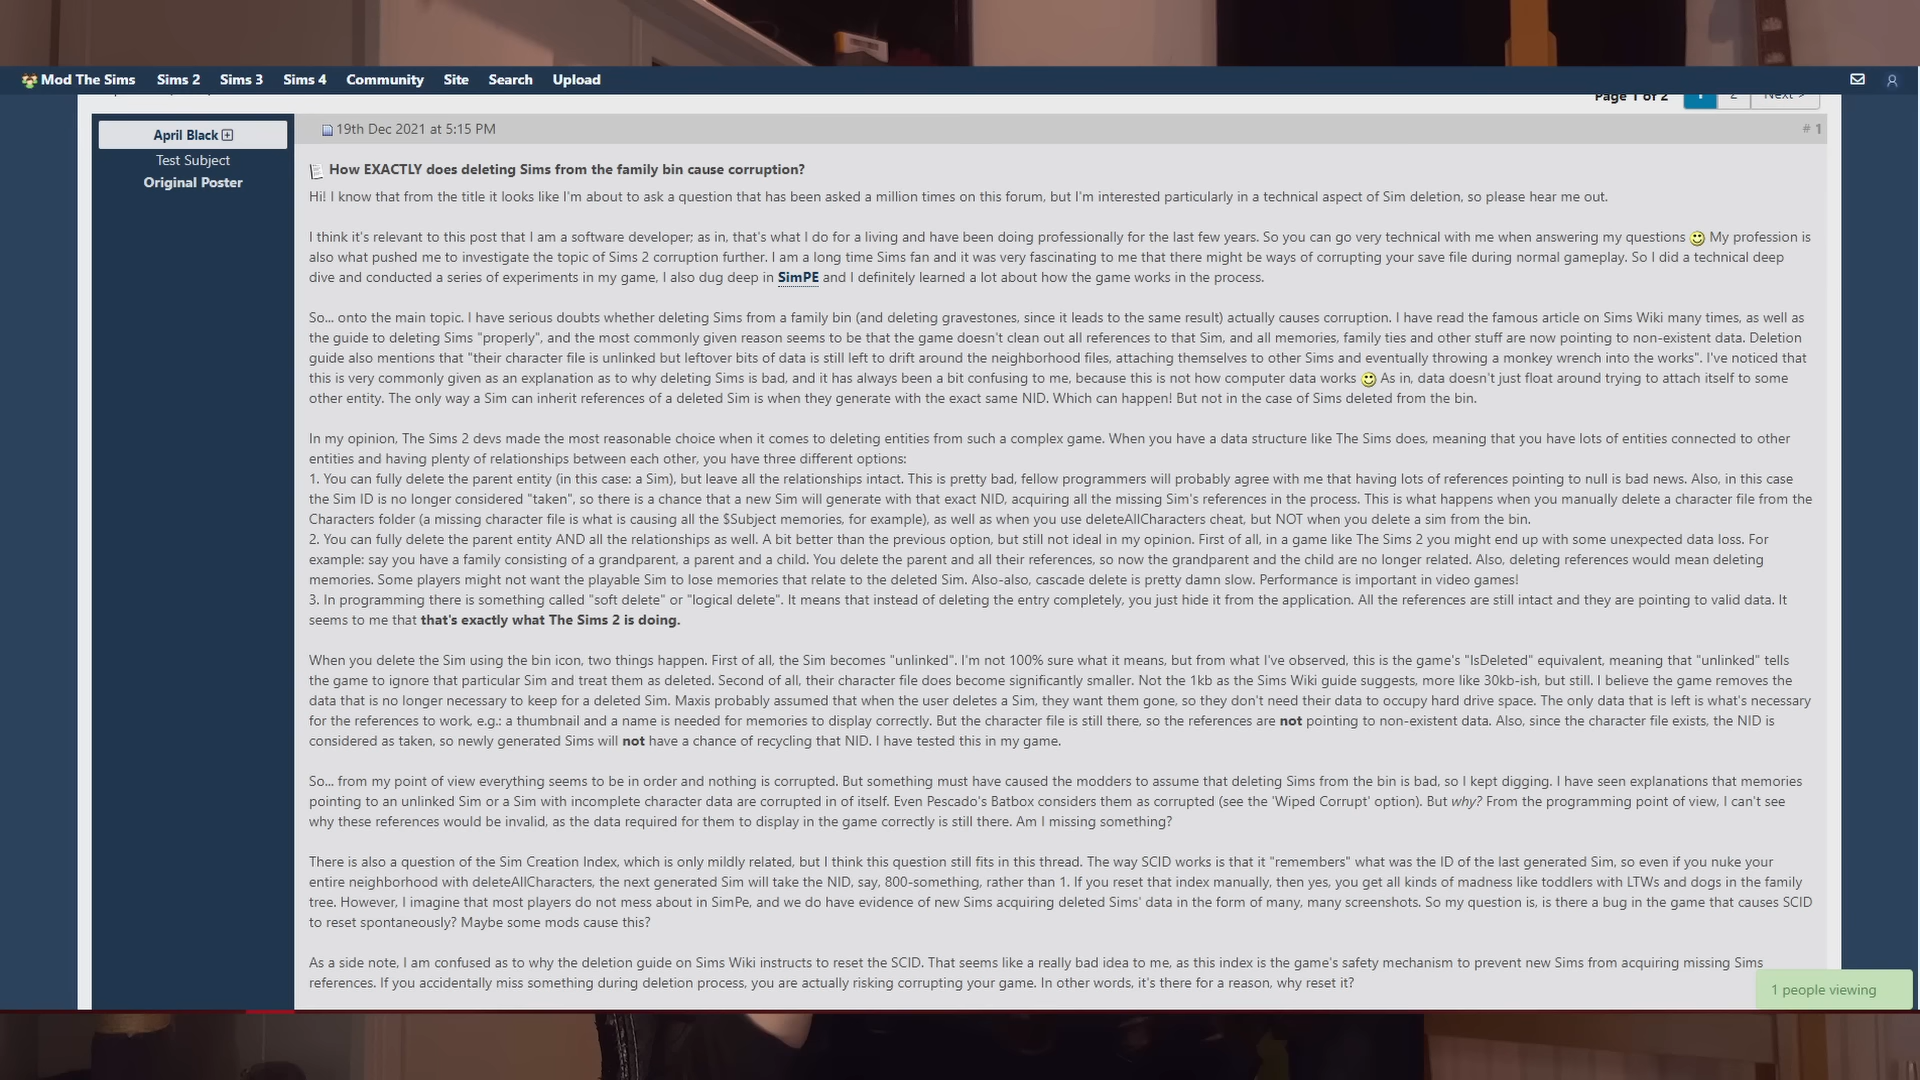 Mod The Sims Sims 2 Sims 3 Sims 4 Community Site Search Upload
Page 1 of 2 1 2 Next >
April Black
Test Subject
Original Poster
19th Dec 2021 at 5:15 PM
# 1
How EXACTLY does deleting Sims from the family bin cause corruption?
Hi! I know that from the title it looks like I'm about to ask a question that has been asked a million times on this forum, but I'm interested particularly in a technical aspect of Sim deletion, so please hear me out.
I think it's relevant to this post that I am a software developer; as in, that's what I do for a living and have been doing professionally for the last few years. So you can go very technical with me when answering my questions My profession is
also what pushed me to investigate the topic of Sims 2 corruption further. I am a long time Sims fan and it was very fascinating to me that there might be ways of corrupting your save file during normal gameplay. So I did a technical deep
dive and conducted a series of experiments in my game, I also dug deep in SimPE and I definitely learned a lot about how the game works in the process.
So... onto the main topic. I have serious doubts whether deleting Sims from a family bin (and deleting gravestones, since it leads to the same result) actually causes corruption. I have read the famous article on Sims Wiki many times, as well as
the guide to deleting Sims "properly", and the most commonly given reason seems to be that the game doesn't clean out all references to that Sim, and all memories, family ties and other stuff are now pointing to non-existent data. Deletion
guide also mentions that "their character file is unlinked but leftover bits of data is still left to drift around the neighborhood files, attaching themselves to other Sims and eventually throwing a monkey wrench into the works". I've noticed that
this is very commonly given as an explanation as to why deleting Sims is bad, and it has always been a bit confusing to me, because this is not how computer data works As in, data doesn't just float around trying to attach itself to some
other entity. The only way a Sim can inherit references of a deleted Sim is when they generate with the exact same NID. Which can happen! But not in the case of Sims deleted from the bin.
In my opinion, The Sims 2 devs made the most reasonable choice when it comes to deleting entities from such a complex game. When you have a data structure like The Sims does, meaning that you have lots of entities connected to other
entities and having plenty of relationships between each other, you have three different options:
1. You can fully delete the parent entity (in this case: a Sim), but leave all the relationships intact. This is pretty bad, fellow programmers will probably agree with me that having lots of references pointing to null is bad news. Also, in this case
the Sim ID is no longer considered "taken", so there is a chance that a new Sim will generate with that exact NID, acquiring all the missing Sim's references in the process. This is what happens when you manually delete a character file from the
Characters folder (a missing character file is what is causing all the $Subject memories, for example), as well as when you use deleteAllCharacters cheat, but NOT when you delete a sim from the bin.
2. You can fully delete the parent entity AND all the relationships as well. A bit better than the previous option, but still not ideal in my opinion. First of all, in a game like The Sims 2 you might end up with some unexpected data loss. For
example: say you have a family consisting of a grandparent, a parent and a child. You delete the parent and all their references, so now the grandparent and the child are no longer related. Also, deleting references would mean deleting
memories. Some players might not want the playable Sim to lose memories that relate to the deleted Sim. Also-also, cascade delete is pretty damn slow. Performance is important in video games!
3. In programming there is something called "soft delete" or "logical delete". It means that instead of deleting the entry completely, you just hide it from the application. All the references are still intact and they are pointing to valid data. It
seems to me that that's exactly what The Sims 2 is doing.
When you delete the Sim using the bin icon, two things happen. First of all, the Sim becomes "unlinked". I'm not 100% sure what it means, but from what I've observed, this is the game's "IsDeleted" equivalent, meaning that "unlinked" tells
the game to ignore that particular Sim and treat them as deleted. Second of all, their character file does become significantly smaller. Not the 1kb as the Sims Wiki guide suggests, more like 30kb-ish, but still. I believe the game removes the
data that is no longer necessary to keep for a deleted Sim. Maxis probably assumed that when the user deletes a Sim, they want them gone, so they don't need their data to occupy hard drive space. The only data that is left is what's necessary
for the references to work, e.g.: a thumbnail and a name is needed for memories to display correctly. But the character file is still there, so the references are not pointing to non-existent data. Also, since the character file exists, the NID is
considered as taken, so newly generated Sims will not have a chance of recycling that NID. I have tested this in my game.
So... from my point of view everything seems to be in order and nothing is corrupted. But something must have caused the modders to assume that deleting Sims from the bin is bad, so I kept digging. I have seen explanations that memories
pointing to an unlinked Sim or a Sim with incomplete character data are corrupted in of itself. Even Pescado's Batbox considers them as corrupted (see the 'Wiped Corrupt' option). But why? From the programming point of view, I can't see
why these references would be invalid, as the data required for them to display in the game correctly is still there. Am I missing something?
There is also a question of the Sim Creation Index, which is only mildly related, but I think this question still fits in this thread. The way SCID works is that it "remembers" what was the ID of the last generated Sim, so even if you nuke your
entire neighborhood with deleteAllCharacters, the next generated Sim will take the NID, say, 800-something, rather than 1. If you reset that index manually, then yes, you get all kinds of madness like toddlers with LTWs and dogs in the family
tree. However, I imagine that most players do not mess about in SimPe, and we do have evidence of new Sims acquiring deleted Sims' data in the form of many, many screenshots. So my question is, is there a bug in the game that causes SCID
to reset spontaneously? Maybe some mods cause this?
As a side note, I am confused as to why the deletion guide on Sims Wiki instructs to reset the SCID. That seems like a really bad idea to me, as this index is the game's safety mechanism to prevent new Sims from acquiring missing Sims
references. If you accidentally miss something during deletion process, you are actually risking corrupting your game. In other words, it's there for a reason, why reset it?
1 people viewing